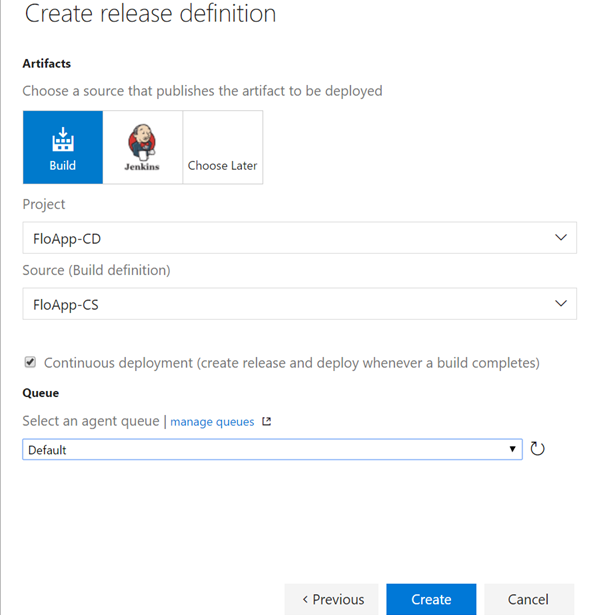 Create release definition
Artifacts
Choose a source that publishes the artifact to be deployed
Build
Jenkins
Choose Later
Project
FloApp-CD
Source (Build definition)
FloApp-CS
Continuous deployment (create release and deploy whenever a build completes)
Queue
Select an agent queue | manage queues
Default
< Previous
Create
Cancel